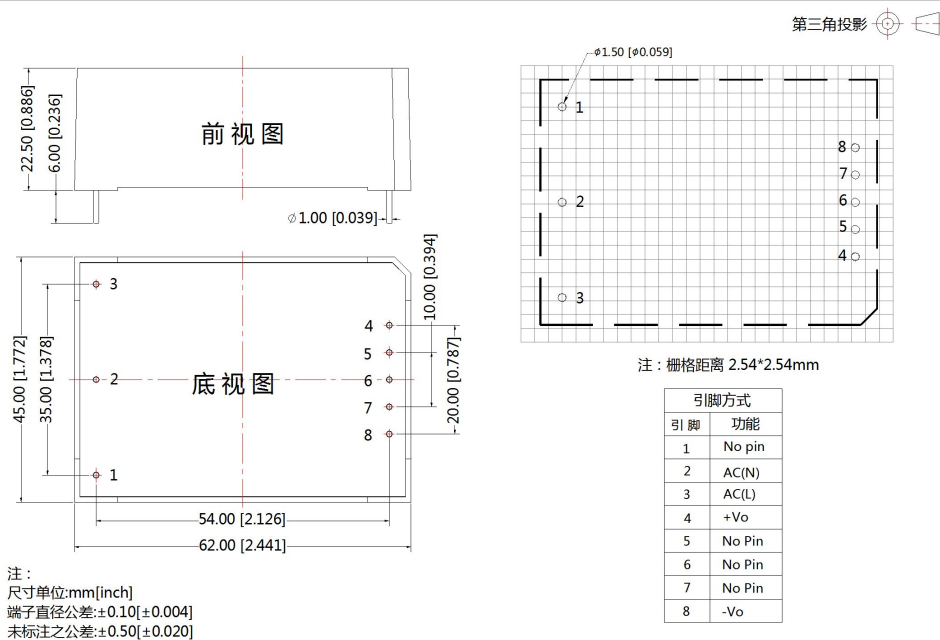 第三角投影
⌀1.50 [⌀0.059]
22.50 [0.886]
6.00 [0.236]
前视图
⌀1.00 [0.039]
1
2
3
8
7
6
5
4
注：栅格距离 2.54*2.54mm
45.00 [1.772]
35.00 [1.378]
3
2
1
底视图
4
5
6
7
8
10.00 [0.394]
20.00 [0.787]
54.00 [2.126]
62.00 [2.441]
引脚方式
引 脚 功能
1 No pin
2 AC(N)
3 AC(L)
4 +Vo
5 No Pin
6 No Pin
7 No Pin
8 -Vo
注：
尺寸单位:mm[inch]
端子直径公差:±0.10[±0.004]
未标注之公差:±0.50[±0.020]